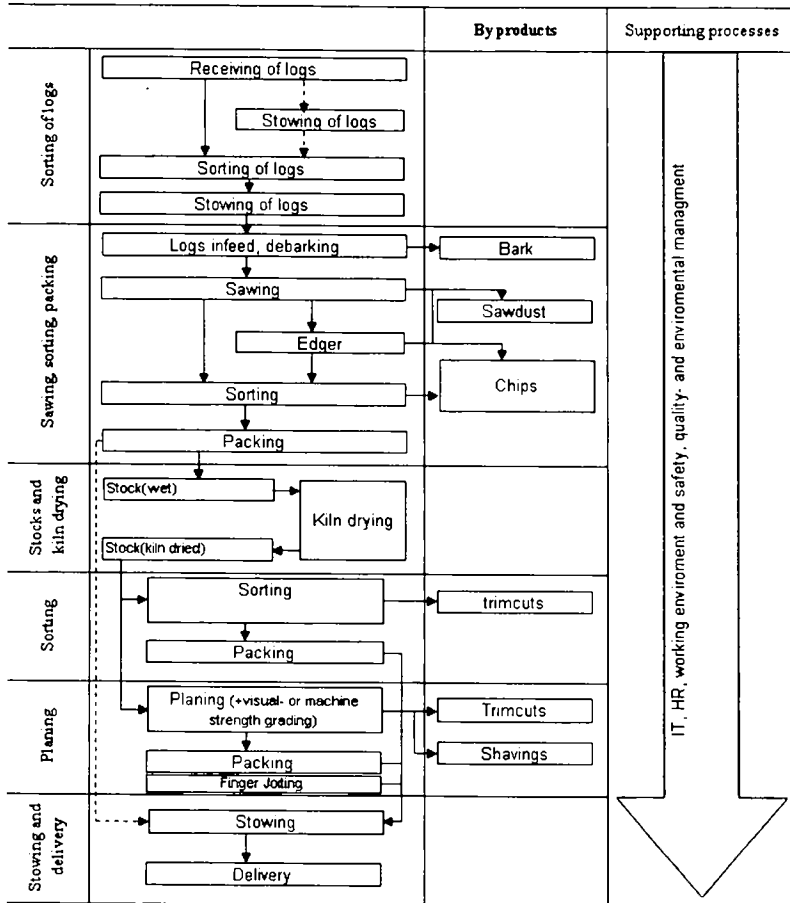 By products
Supporting processes
Sorting of logs
Receiving of logs
Stowing of logs
Sorting of logs
Stowing of logs
Sawing, sorting, packing
Logs infeed, debarking
Bark
Sawing
Sawdust
Edger
Chips
Sorting
Packing
Stocks and
kiln drying
Stock(wet)
Kiln drying
Stock(kiln dried)
Sorting
Sorting
trimcuts
Packing
Planing
Planing (+visual- or machine
strength grading)
Trimcuts
Packing
Shavings
Finger Joiting
Stowing and
delivery
Stowing
Delivery
IT, HR, working enviroment and safety, quality- and enviromental managment